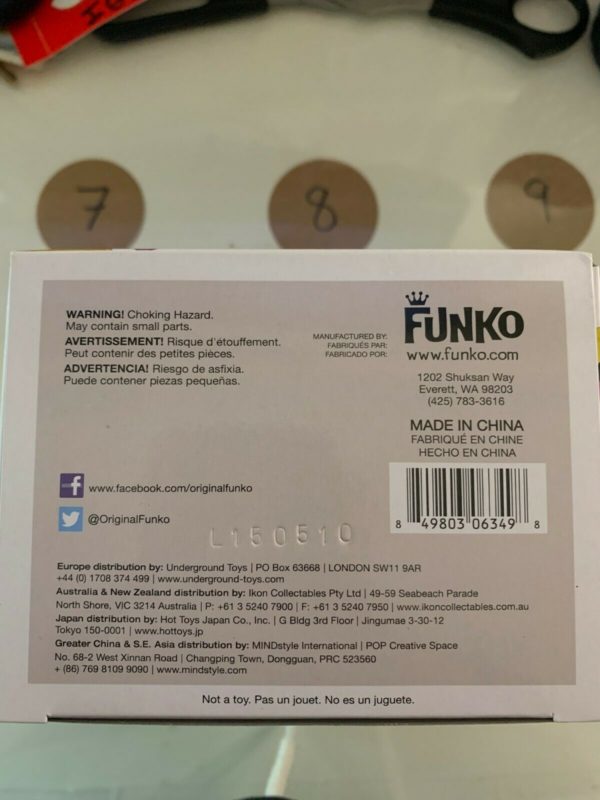 7 8 9
WARNING! Choking Hazard.
May contain small parts.
AVERTISSEMENT! Risque d'étouffement.
Peut contenir des petites pièces.
ADVERTENCIA! Riesgo de asfixia.
Puede contener piezas pequeñas.
MANUFACTURED BY:
FABRIQUÉS PAR:
FABRICADO POR:
FUNKO
www.funko.com
1202 Shuksan Way
Everett, WA 98203
(425) 783-3616
MADE IN CHINA
FABRIQUÉ EN CHINE
HECHO EN CHINA
8 49803 06349 8
www.facebook.com/originalfunko
@OriginalFunko
L150510
Europe distribution by: Underground Toys | PO Box 63668 | LONDON SW11 9AR
+44 (0) 1708 374 499 | www.underground-toys.com
Australia & New Zealand distribution by: Ikon Collectables Pty Ltd | 49-59 Seabeach Parade
North Shore, VIC 3214 Australia | P: +61 3 5240 7900 | F: +61 3 5240 7950 | www.ikoncollectables.com.au
Japan distribution by: Hot Toys Japan Co., Inc. | G Bldg 3rd Floor | Jingumae 3-30-12
Tokyo 150-0001 | www.hottoys.jp
Greater China & S.E. Asia distribution by: MINDstyle International | POP Creative Space
No. 68-2 West Xinnan Road | Changping Town, Dongguan, PRC 523560
+ (86) 769 8109 9090 | www.mindstyle.com
Not a toy. Pas un jouet. No es un juguete.